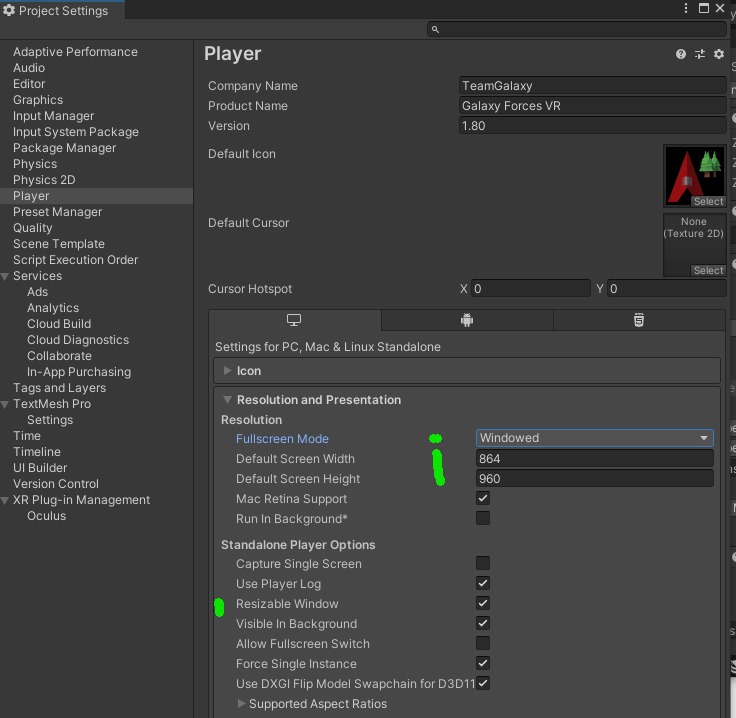 Project Settings
Adaptive Performance
Audio
Editor
Graphics
Input Manager
Input System Package
Package Manager
Physics
Physics 2D
Player
Preset Manager
Quality
Scene Template
Script Execution Order
Services
Ads
Analytics
Cloud Build
Cloud Diagnostics
Collaborate
In-App Purchasing
Tags and Layers
TextMesh Pro
Settings
Time
Timeline
UI Builder
Version Control
XR Plug-in Management
Oculus
Player
Company Name TeamGalaxy
Product Name Galaxy Forces VR
Version 1.80
Default Icon
Select
Default Cursor
None
(Texture 2D)
Select
Cursor Hotspot X 0 Y 0
Settings for PC, Mac & Linux Standalone
Icon
Resolution and Presentation
Resolution
Fullscreen Mode Windowed
Default Screen Width 864
Default Screen Height 960
Mac Retina Support
Run In Background*
Standalone Player Options
Capture Single Screen
Use Player Log
Resizable Window
Visible In Background
Allow Fullscreen Switch
Force Single Instance
Use DXGI Flip Model Swapchain for D3D11
Supported Aspect Ratios